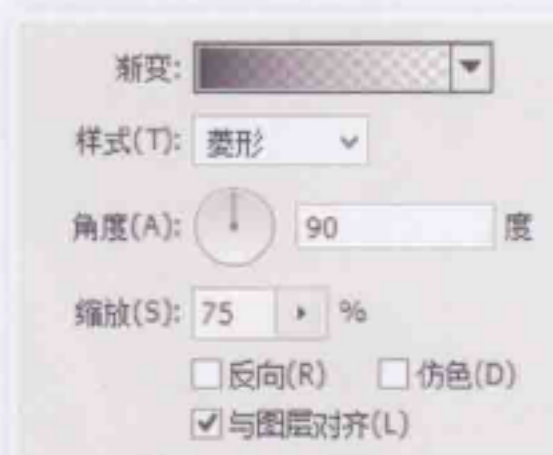 渐变:
样式(T): 菱形
角度(A): 90 度
缩放(S): 75 %
反向(R) 仿色(D)
与图层对齐(L)